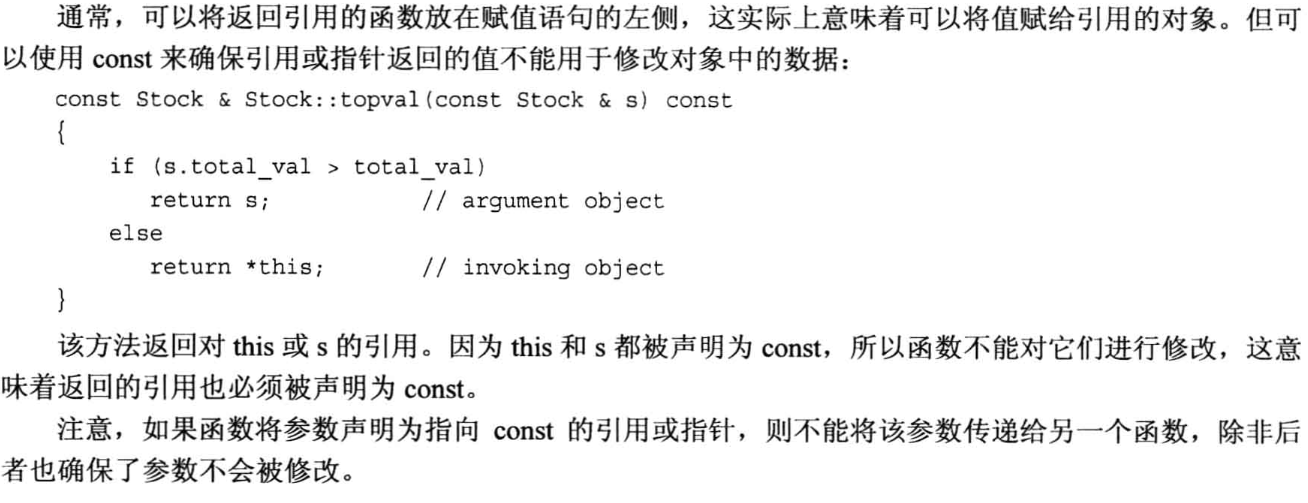 通常，可以将返回引用的函数放在赋值语句的左侧，这实际上意味着可以将值赋给引用的对象。但可
以使用 const 来确保引用或指针返回的值不能用于修改对象中的数据：
const Stock & Stock::topval(const Stock & s) const
{
    if (s.total_val > total_val)
        return s;              // argument object
    else
        return *this;          // invoking object
}
该方法返回对 this 或 s 的引用。因为 this 和 s 都被声明为 const，所以函数不能对它们进行修改，这意
味着返回的引用也必须被声明为 const。
注意，如果函数将参数声明为指向 const 的引用或指针，则不能将该参数传递给另一个函数，除非后
者也确保了参数不会被修改。